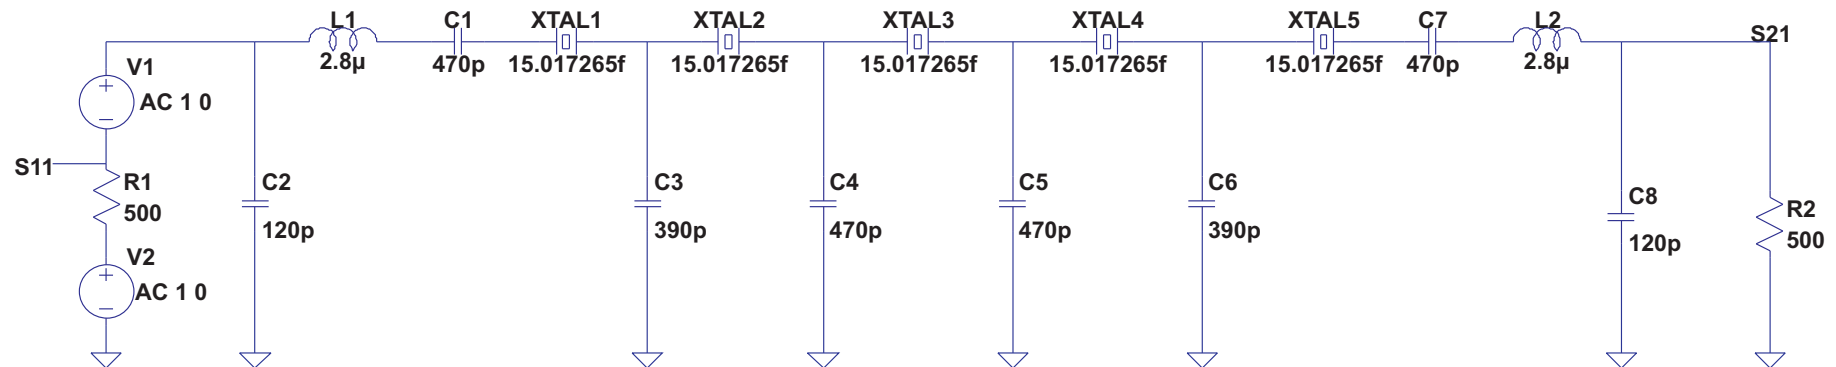 L1
C1
XTAL1
XTAL2
XTAL3
XTAL4
XTAL5
C7
L2
S21
2.8µ
470p
15.017265f
15.017265f
15.017265f
15.017265f
15.017265f
470p
2.8µ
V1
AC 1 0
S11
R1
500
C2
120p
C3
390p
C4
470p
C5
470p
C6
390p
C8
120p
R2
500
V2
AC 1 0